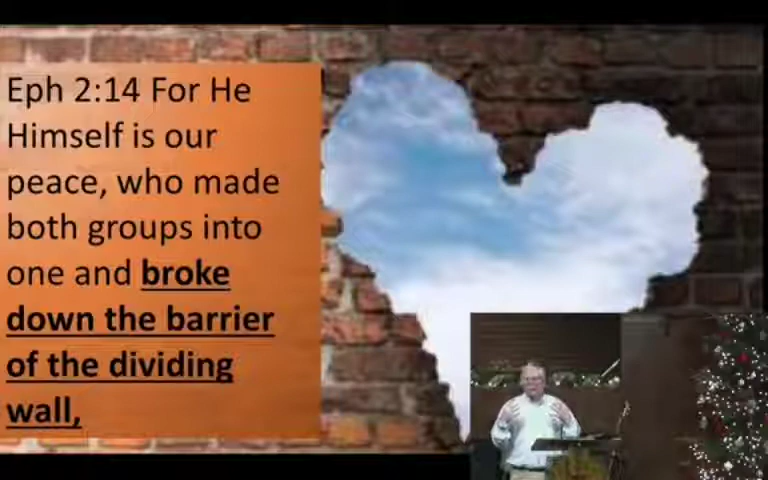 Eph 2:14 For He
Himself is our
peace, who made
both groups into
one and broke
down the barrier
of the dividing
wall,